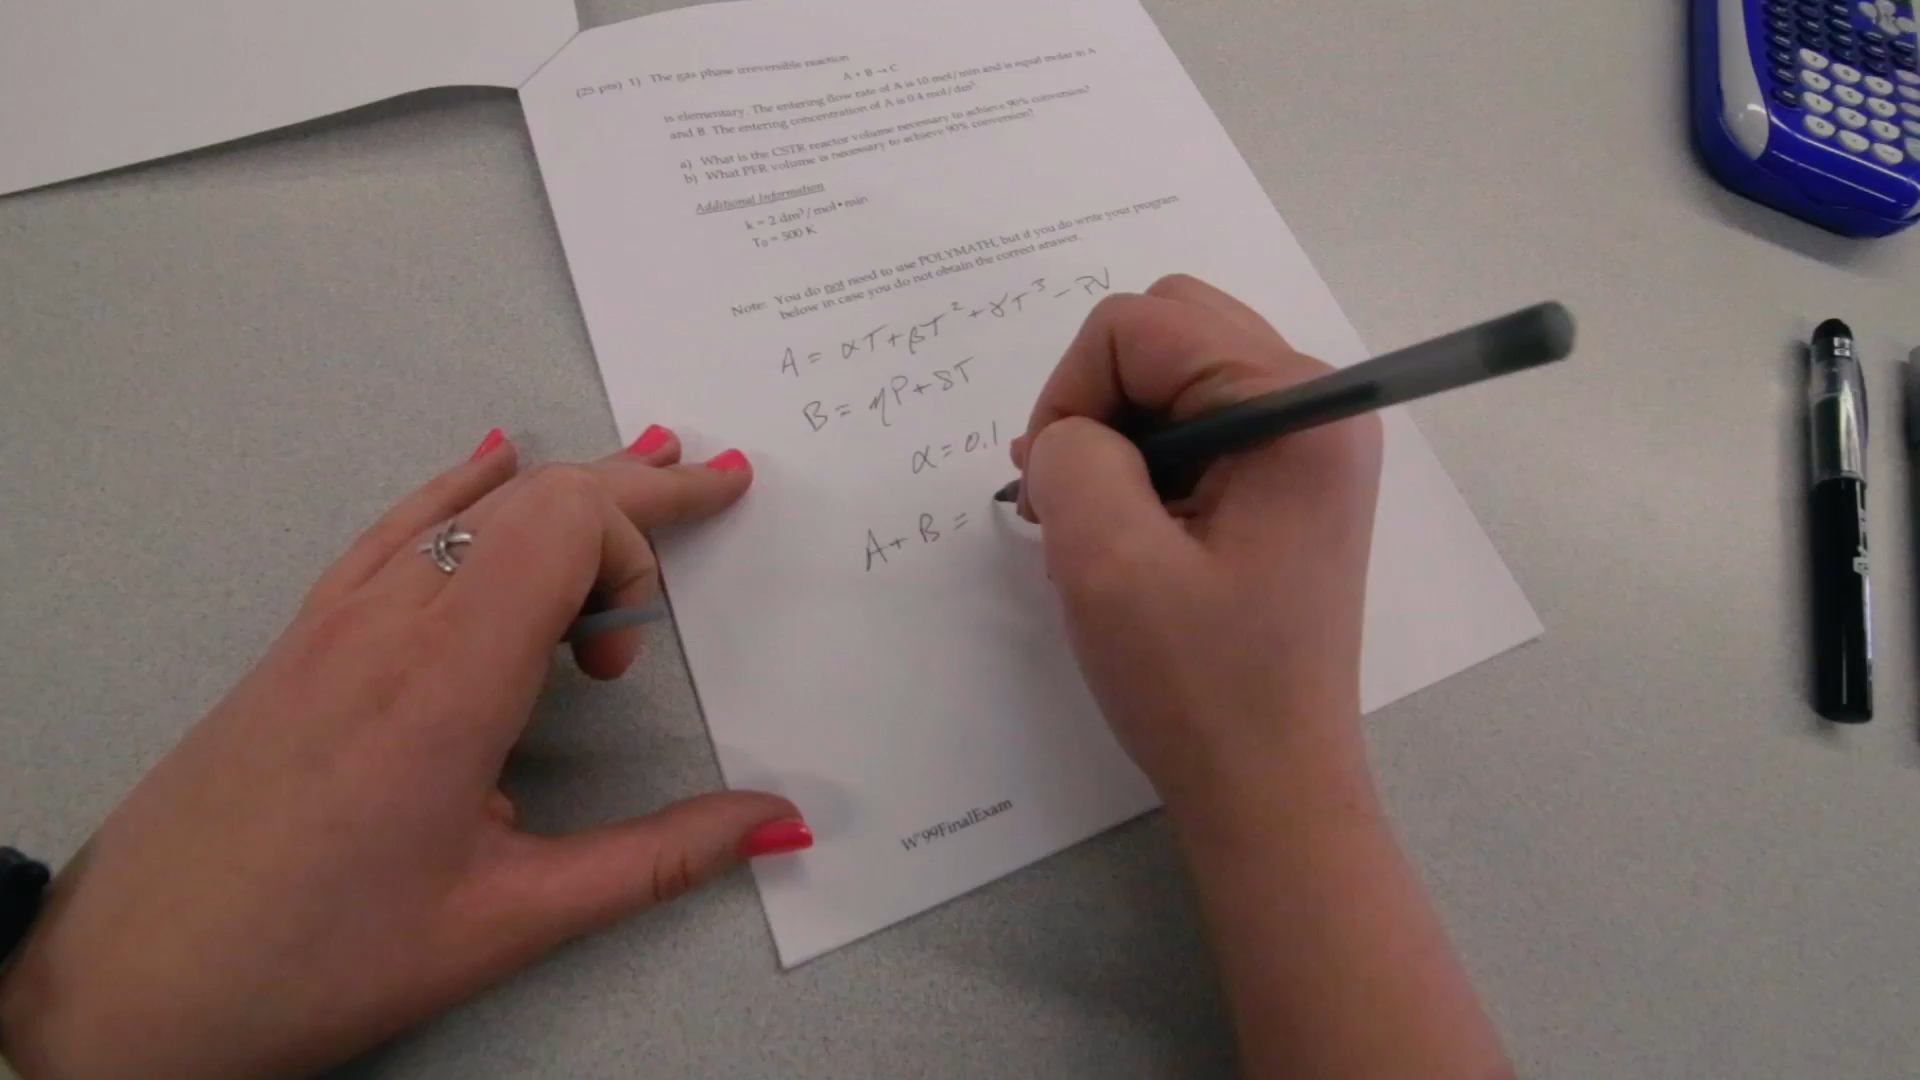 (25 pts) 1) The gas phase irreversible reaction
A + B → C
is elementary. The entering flow rate of A is 10 mol/min and is equal molar in A
and B. The entering concentration of A is 0.4 mol/dm³.
a) What is the CSTR reactor volume necessary to achieve 90% conversion?
b) What PFR volume is necessary to achieve 90% conversion?
Additional Information
k = 2 dm³/mol•min
T₀ = 500 K
Note: You do not need to use POLYMATH, but if you do write your program
below in case you do not obtain the correct answer.
A = αT + βT² + γT³ - PV
B = ηP + δT
α = 0.1
A + B =
W'99FinalExam